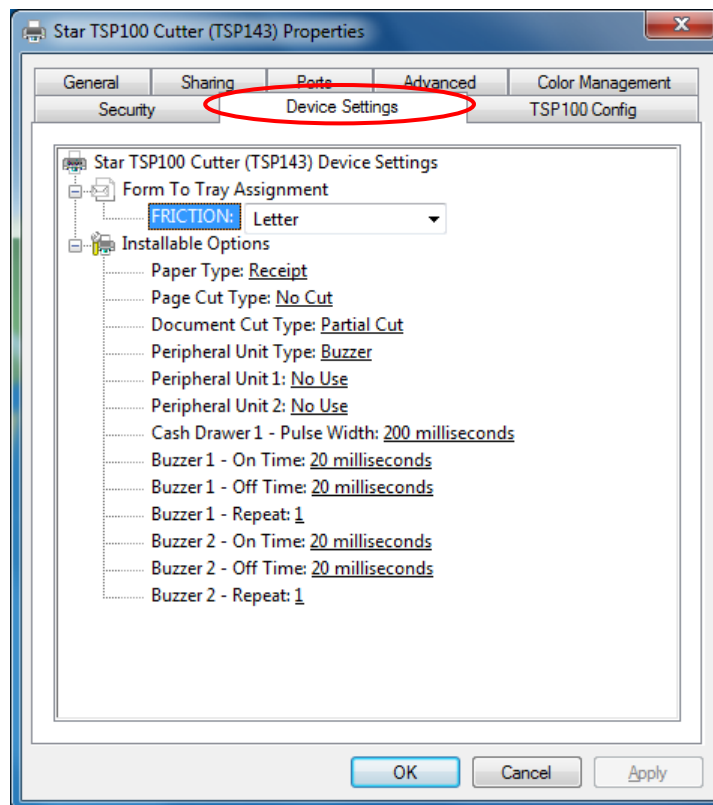 Star TSP100 Cutter (TSP143) Properties
General Sharing Ports Advanced Color Management
Security Device Settings TSP100 Config
Star TSP100 Cutter (TSP143) Device Settings
Form To Tray Assignment
FRICTION: Letter
Installable Options
Paper Type: Receipt
Page Cut Type: No Cut
Document Cut Type: Partial Cut
Peripheral Unit Type: Buzzer
Peripheral Unit 1: No Use
Peripheral Unit 2: No Use
Cash Drawer 1 - Pulse Width: 200 milliseconds
Buzzer 1 - On Time: 20 milliseconds
Buzzer 1 - Off Time: 20 milliseconds
Buzzer 1 - Repeat: 1
Buzzer 2 - On Time: 20 milliseconds
Buzzer 2 - Off Time: 20 milliseconds
Buzzer 2 - Repeat: 1
OK Cancel Apply